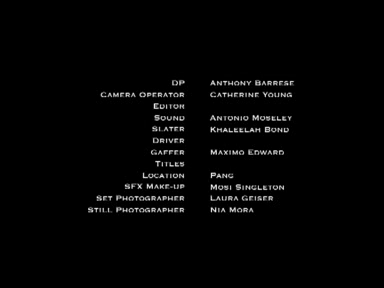 DP Anthony Barrese
Camera Operator Catherine Young
Editor
Sound Antonio Moseley
Slater Khaleelah Bond
Driver
Gaffer Maximo Edward
Titles
Location Pang
SFX Make-up Mosi Singleton
Set Photographer Laura Geiser
Still Photographer Nia Mora